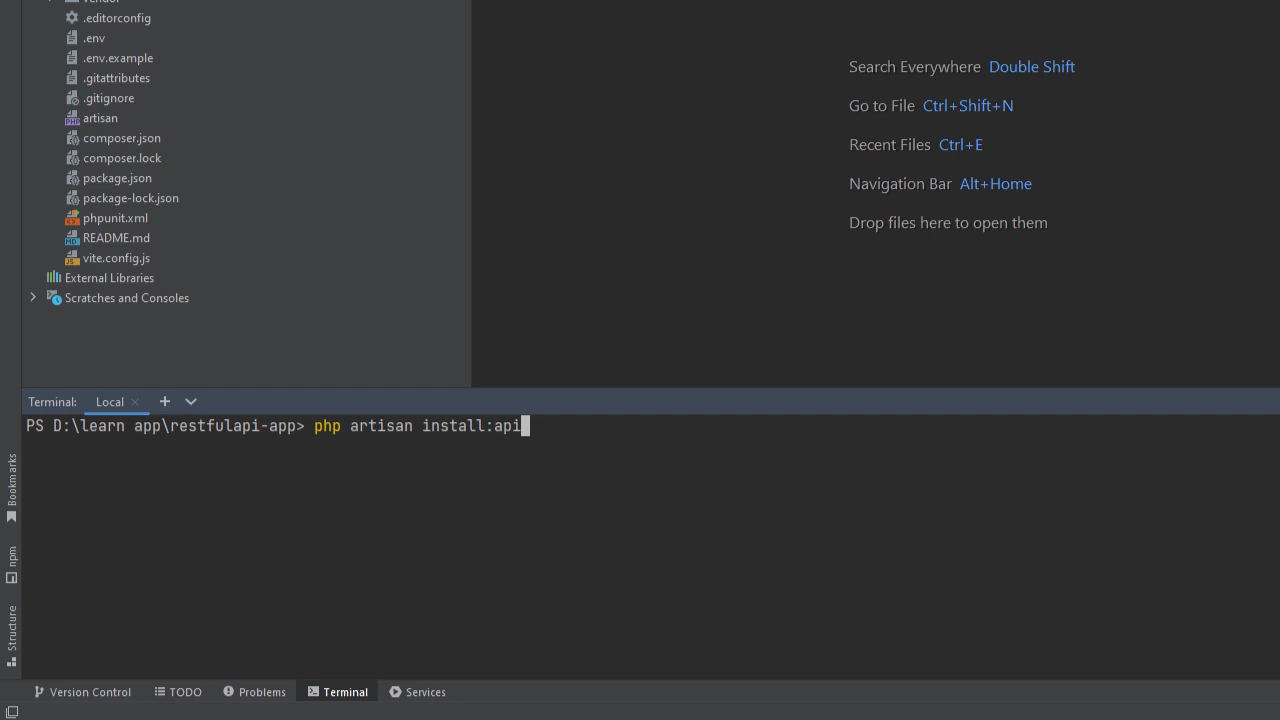 vendor
.editorconfig
.env
.env.example
.gitattributes
.gitignore
artisan
composer.json
composer.lock
package.json
package-lock.json
phpunit.xml
README.md
vite.config.js
External Libraries
Scratches and Consoles
Search Everywhere Double Shift
Go to File Ctrl+Shift+N
Recent Files Ctrl+E
Navigation Bar Alt+Home
Drop files here to open them
Terminal: Local
PS D:\learn app\restfulapi-app> php artisan install:api
Bookmarks
npm
Structure
Version Control TODO Problems Terminal Services